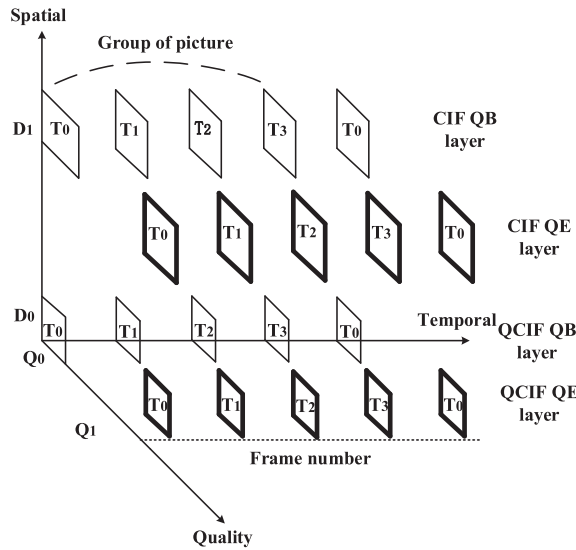 Spatial
Group of picture
D1
T0 T1 T2 T3 T0
CIF QB
layer
T0 T1 T2 T3 T0
CIF QE
layer
D0
T0 T1 T2 T3 T0
Temporal
QCIF QB
layer
Q0
T0 T1 T2 T3 T0
QCIF QE
layer
Q1
Frame number
Quality